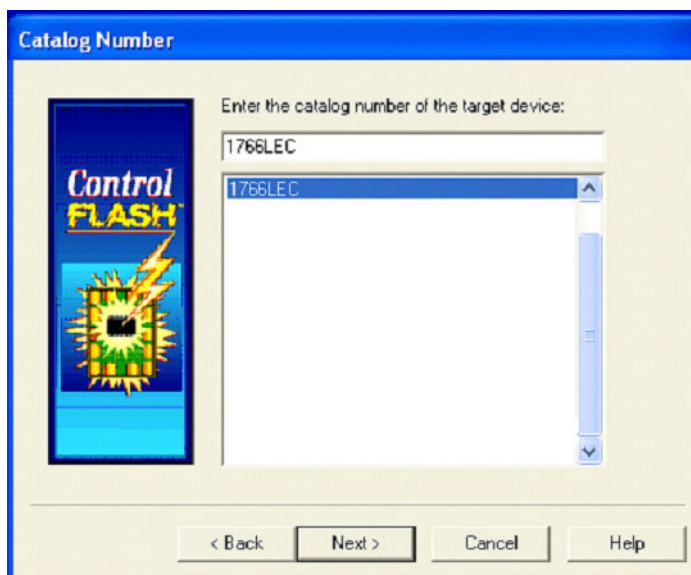 Catalog Number
Enter the catalog number of the target device:
1766LEC
1766LEC
Control
FLASH
< Back
Next >
Cancel
Help